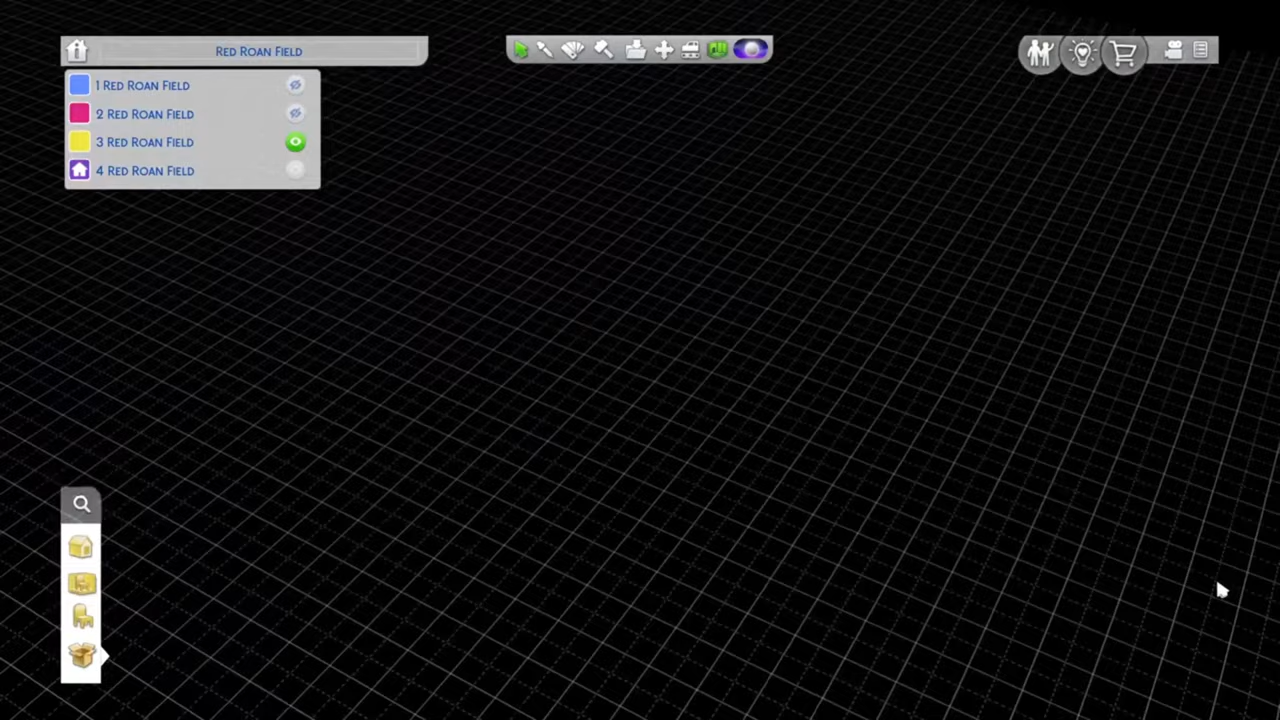 Red Roan Field
1 Red Roan Field
2 Red Roan Field
3 Red Roan Field
4 Red Roan Field